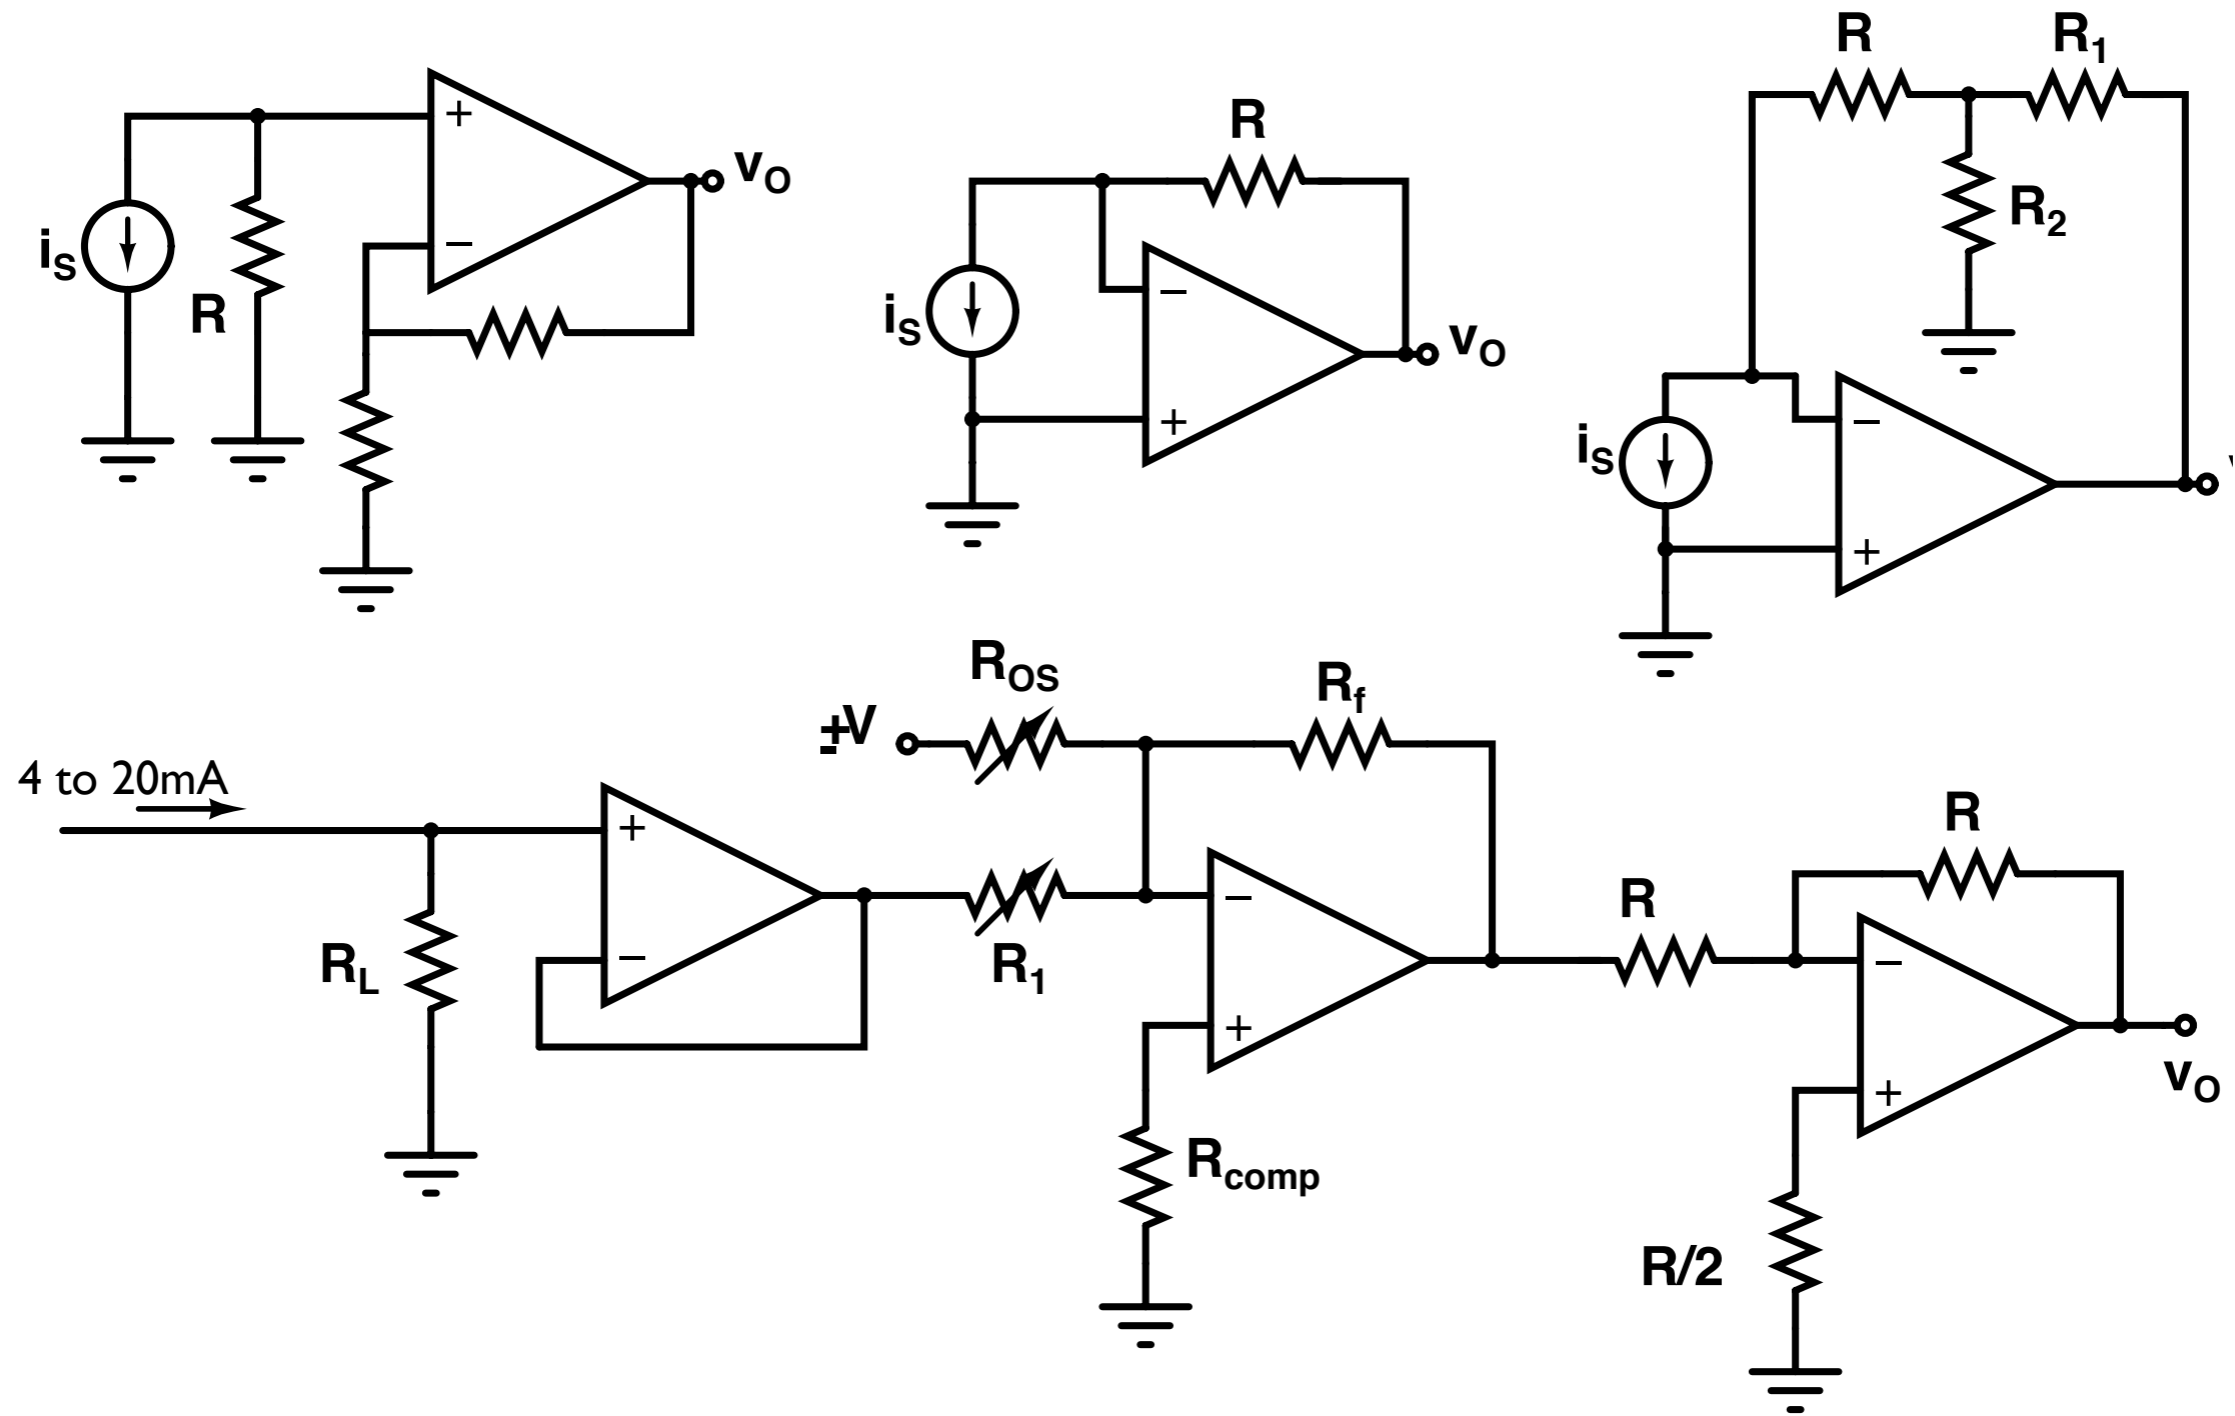 R R₁
R
+
v_O
−
i_S
R
R₂
−
i_S
v_O
+
−
i_S
+
R_OS
R_f
±V
4 to 20mA
R
+
R
−
−
R_L
R₁
−
+
+
v_O
R_comp
R/2